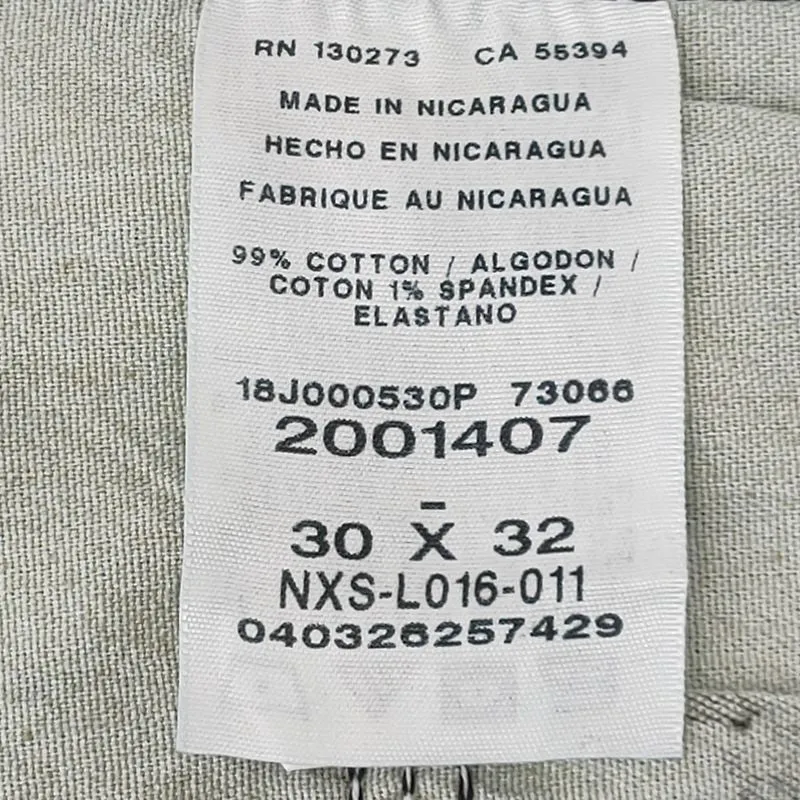 RN 130273 CA 55394
MADE IN NICARAGUA
HECHO EN NICARAGUA
FABRIQUE AU NICARAGUA
99% COTTON / ALGODON /
COTON 1% SPANDEX /
ELASTANO
18J000530P 73066
2001407
-
30 X 32
NXS-L016-011
040326257429